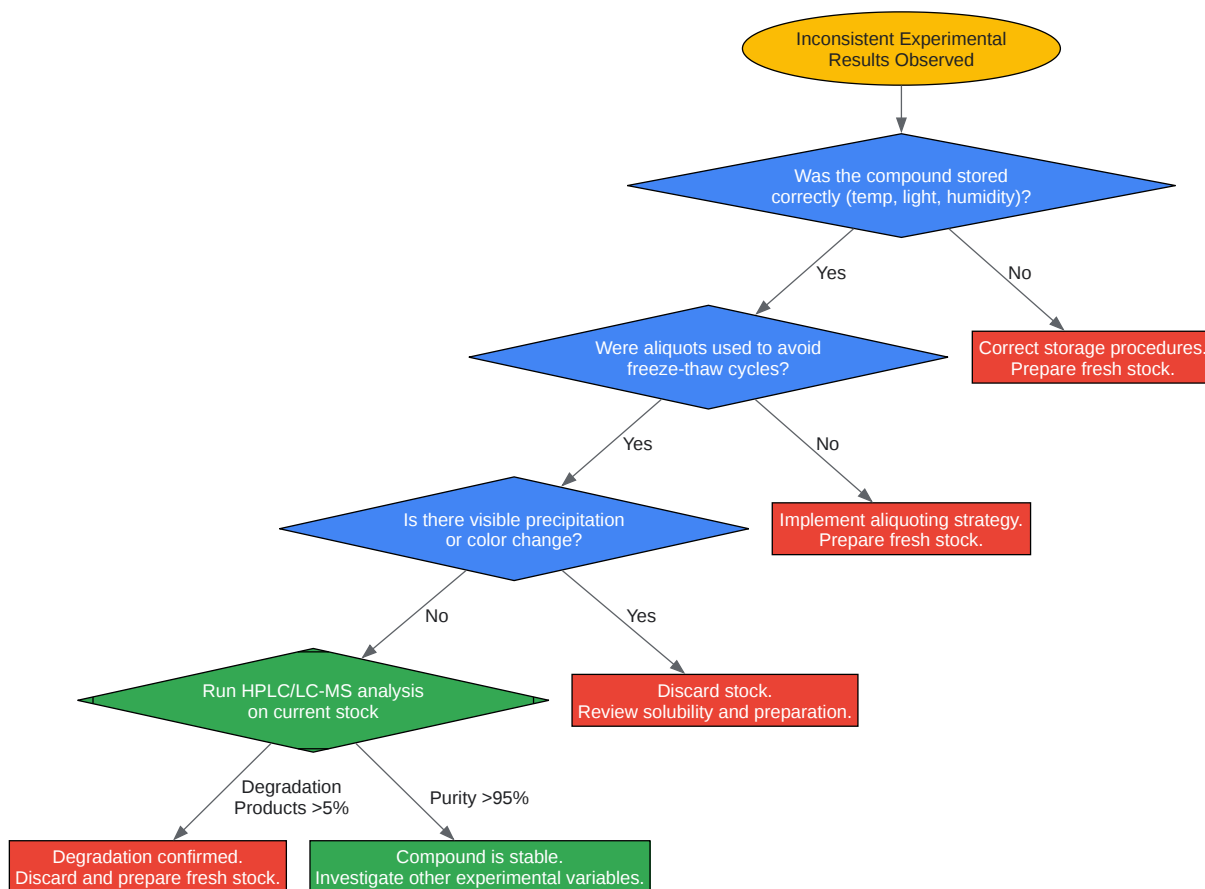 Inconsistent Experimental
Results Observed
Was the compound stored
correctly (temp, light, humidity)?
Yes
No
Were aliquots used to avoid
freeze-thaw cycles?
Correct storage procedures.
Prepare fresh stock.
Yes
No
Is there visible precipitation
or color change?
Implement aliquoting strategy.
Prepare fresh stock.
No
Yes
Run HPLC/LC-MS analysis
on current stock
Discard stock.
Review solubility and preparation.
Degradation
Products >5%
Purity >95%
Degradation confirmed.
Discard and prepare fresh stock.
Compound is stable.
Investigate other experimental variables.